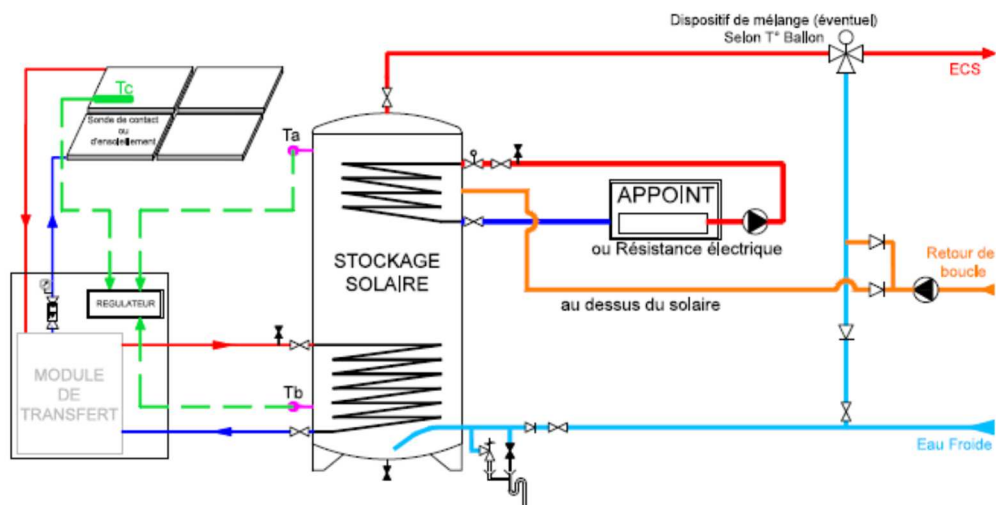 Dispositif de mélange (éventuel)
Selon T° Ballon
ECS
Tc
Sonde de contact
ou
d'ensoleillement
Ta
APPOINT
ou Résistance électrique
STOCKAGE
SOLAIRE
Retour de
boucle
REGULATEUR
au dessus du solaire
MODULE
DE
TRANSFERT
Tb
Eau Froide